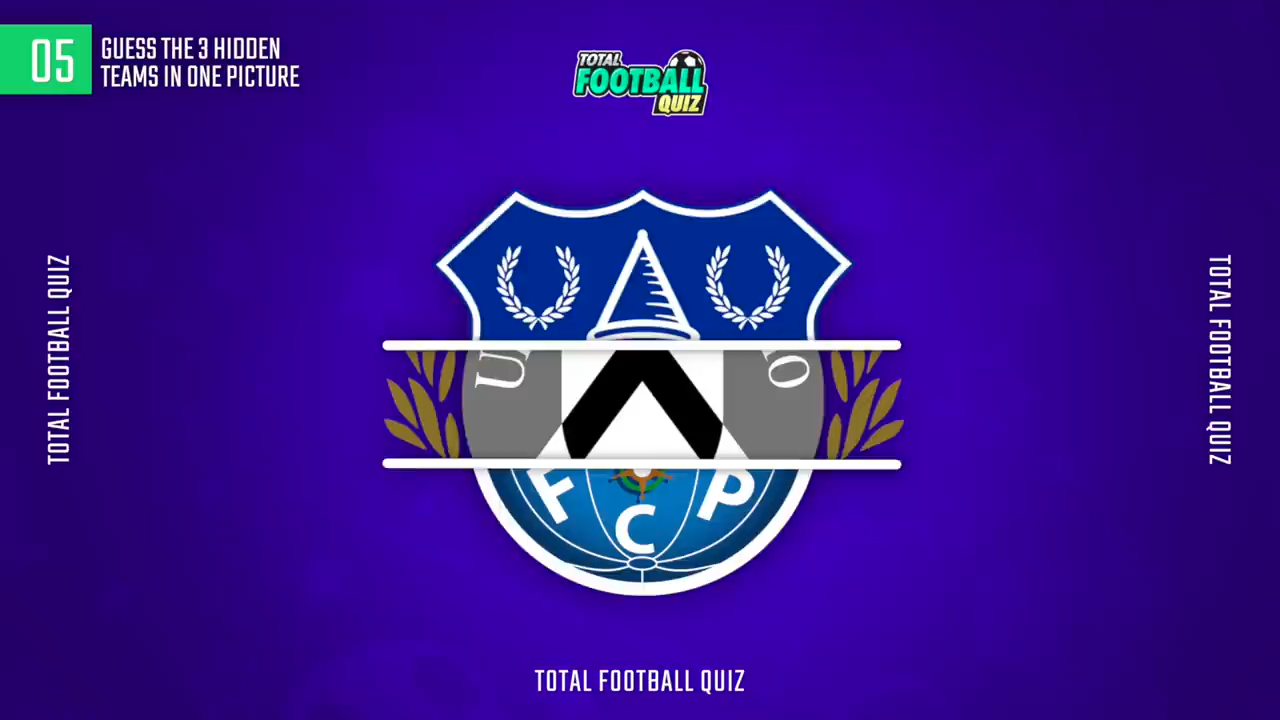 05
GUESS THE 3 HIDDEN
TEAMS IN ONE PICTURE
TOTAL
FOOTBALL
QUIZ
TOTAL FOOTBALL QUIZ
TOTAL FOOTBALL QUIZ
U
O
F C P
TOTAL FOOTBALL QUIZ